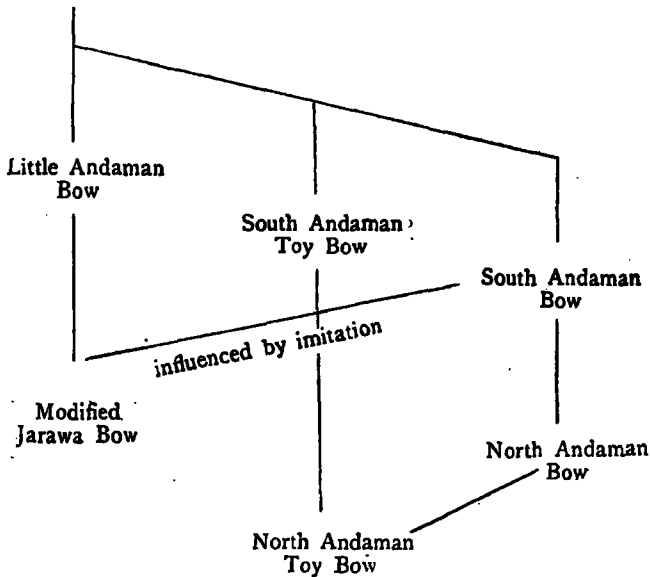 Little Andaman
Bow
South Andaman
Toy Bow
South Andaman
Bow
influenced by imitation
Modified
Jarawa Bow
North Andaman
Bow
North Andaman
Toy Bow